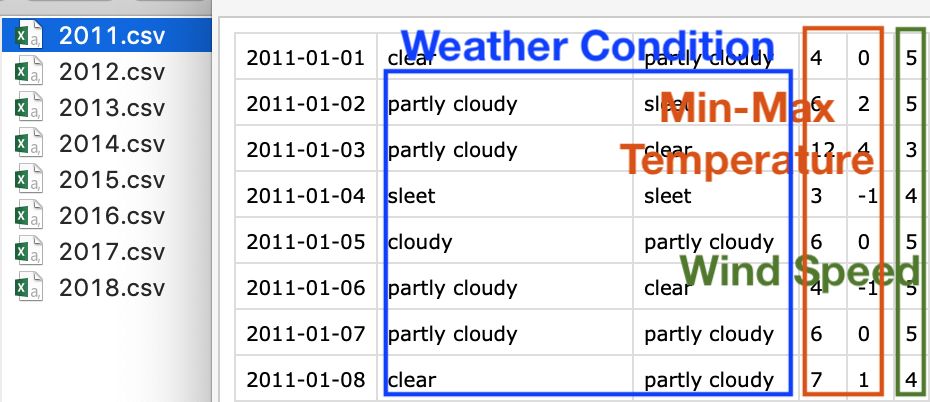 2011.csv
2012.csv
2013.csv
2014.csv
2015.csv
2016.csv
2017.csv
2018.csv
Weather Condition
2011-01-01 clear partly cloudy 4 0 5
2011-01-02 partly cloudy sleet 6 2 5
Min-Max
Temperature
2011-01-03 partly cloudy clear 12 4 3
2011-01-04 sleet sleet 3 -1 4
2011-01-05 cloudy partly cloudy 6 0 5
Wind Speed
2011-01-06 partly cloudy clear 4 -1 5
2011-01-07 partly cloudy partly cloudy 6 0 5
2011-01-08 clear partly cloudy 7 1 4